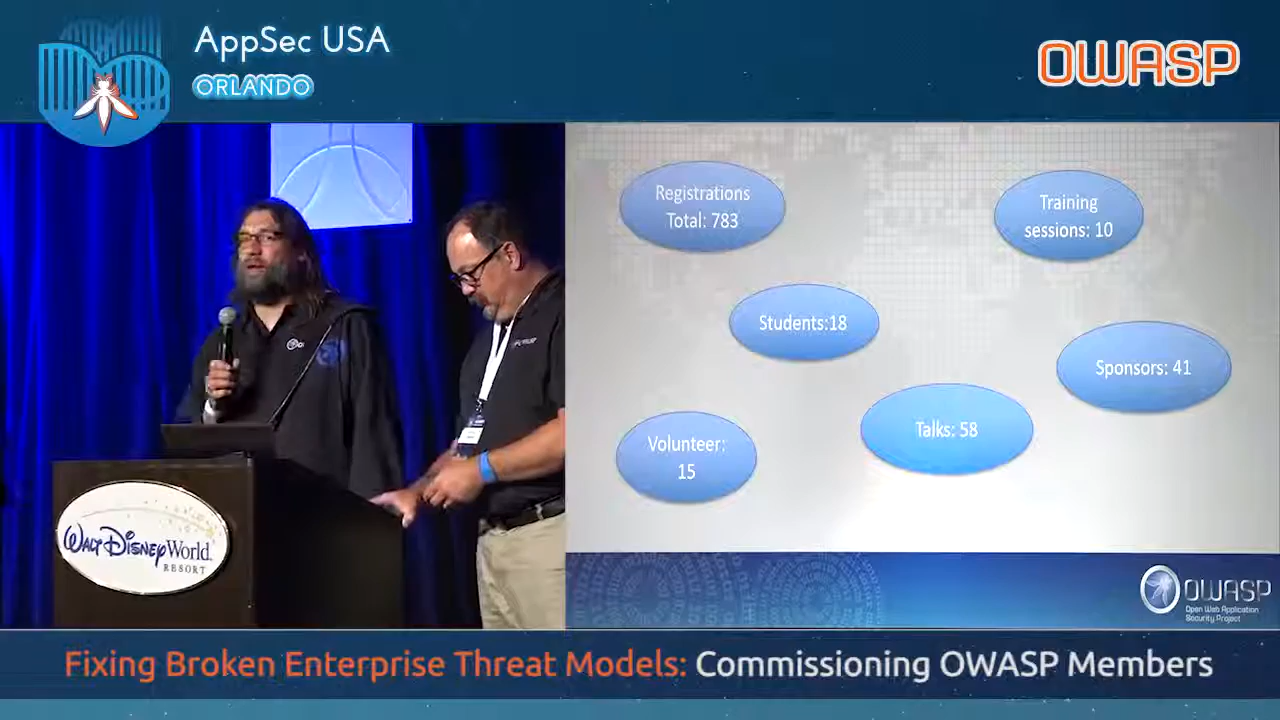 AppSec USA
ORLANDO
OWASP
Registrations
Total: 783
Training
sessions: 10
Students:18
Sponsors: 41
Talks: 58
Volunteer:
15
WALT DISNEY World
RESORT
OWASP
Open Web Application
Security Project
Fixing Broken Enterprise Threat Models: Commissioning OWASP Members